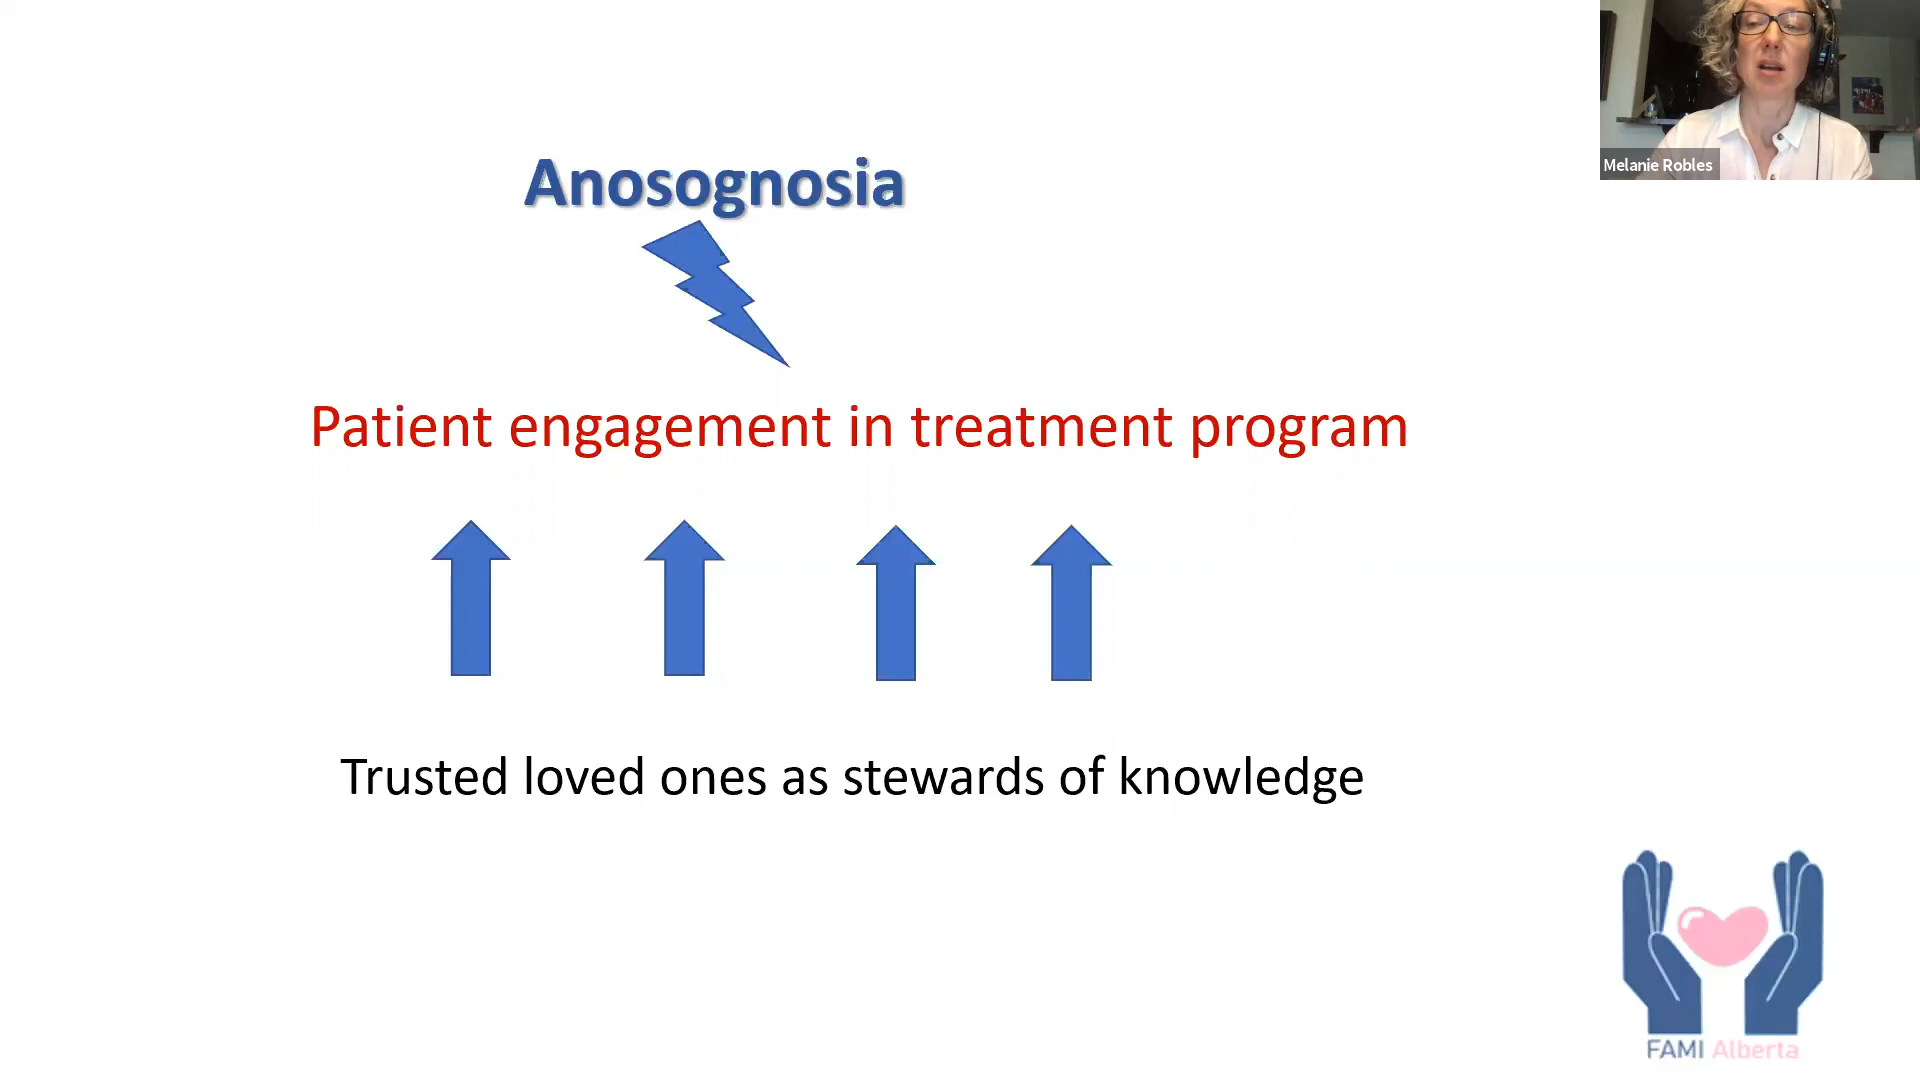 Melanie Robles
Anosognosia
Patient engagement in treatment program
Trusted loved ones as stewards of knowledge
FAMI Alberta